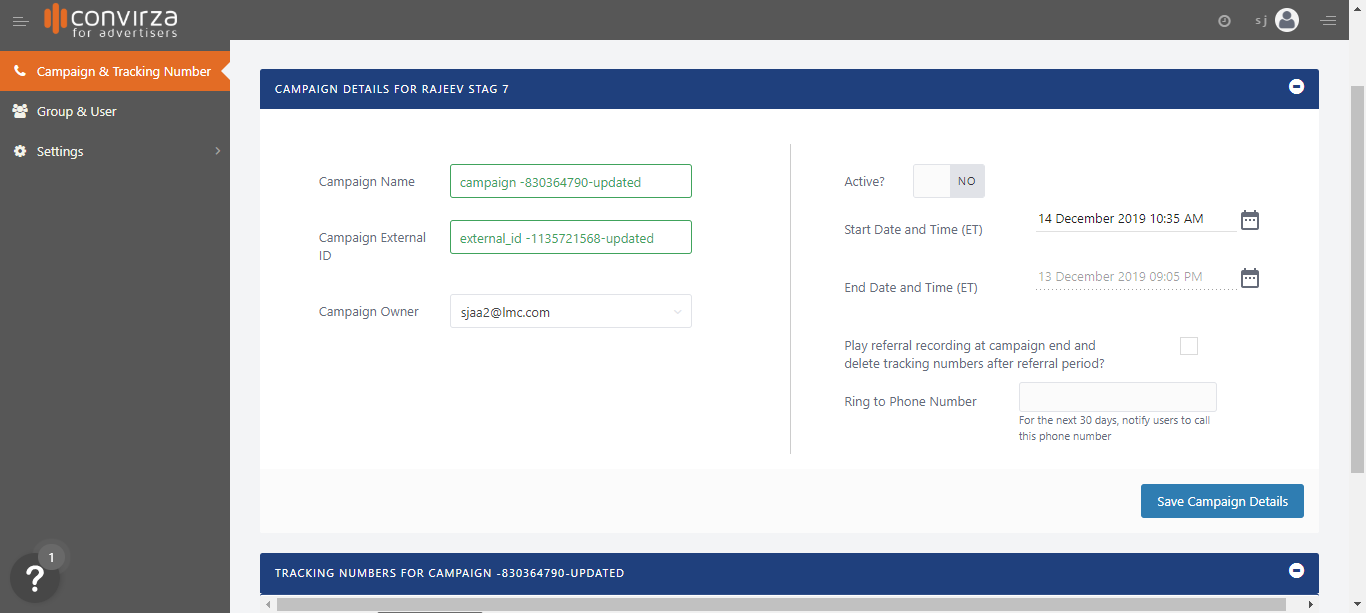 convirza
for advertisers
sj
Campaign & Tracking Number
Group & User
Settings
CAMPAIGN DETAILS FOR RAJEEV STAG 7
Campaign Name
campaign -830364790-updated
Campaign External
ID
external_id -1135721568-updated
Campaign Owner
sjaa2@lmc.com
Active?
NO
Start Date and Time (ET)
14 December 2019 10:35 AM
End Date and Time (ET)
13 December 2019 09:05 PM
Play referral recording at campaign end and
delete tracking numbers after referral period?
Ring to Phone Number
For the next 30 days, notify users to call
this phone number
Save Campaign Details
TRACKING NUMBERS FOR CAMPAIGN -830364790-UPDATED
?
1